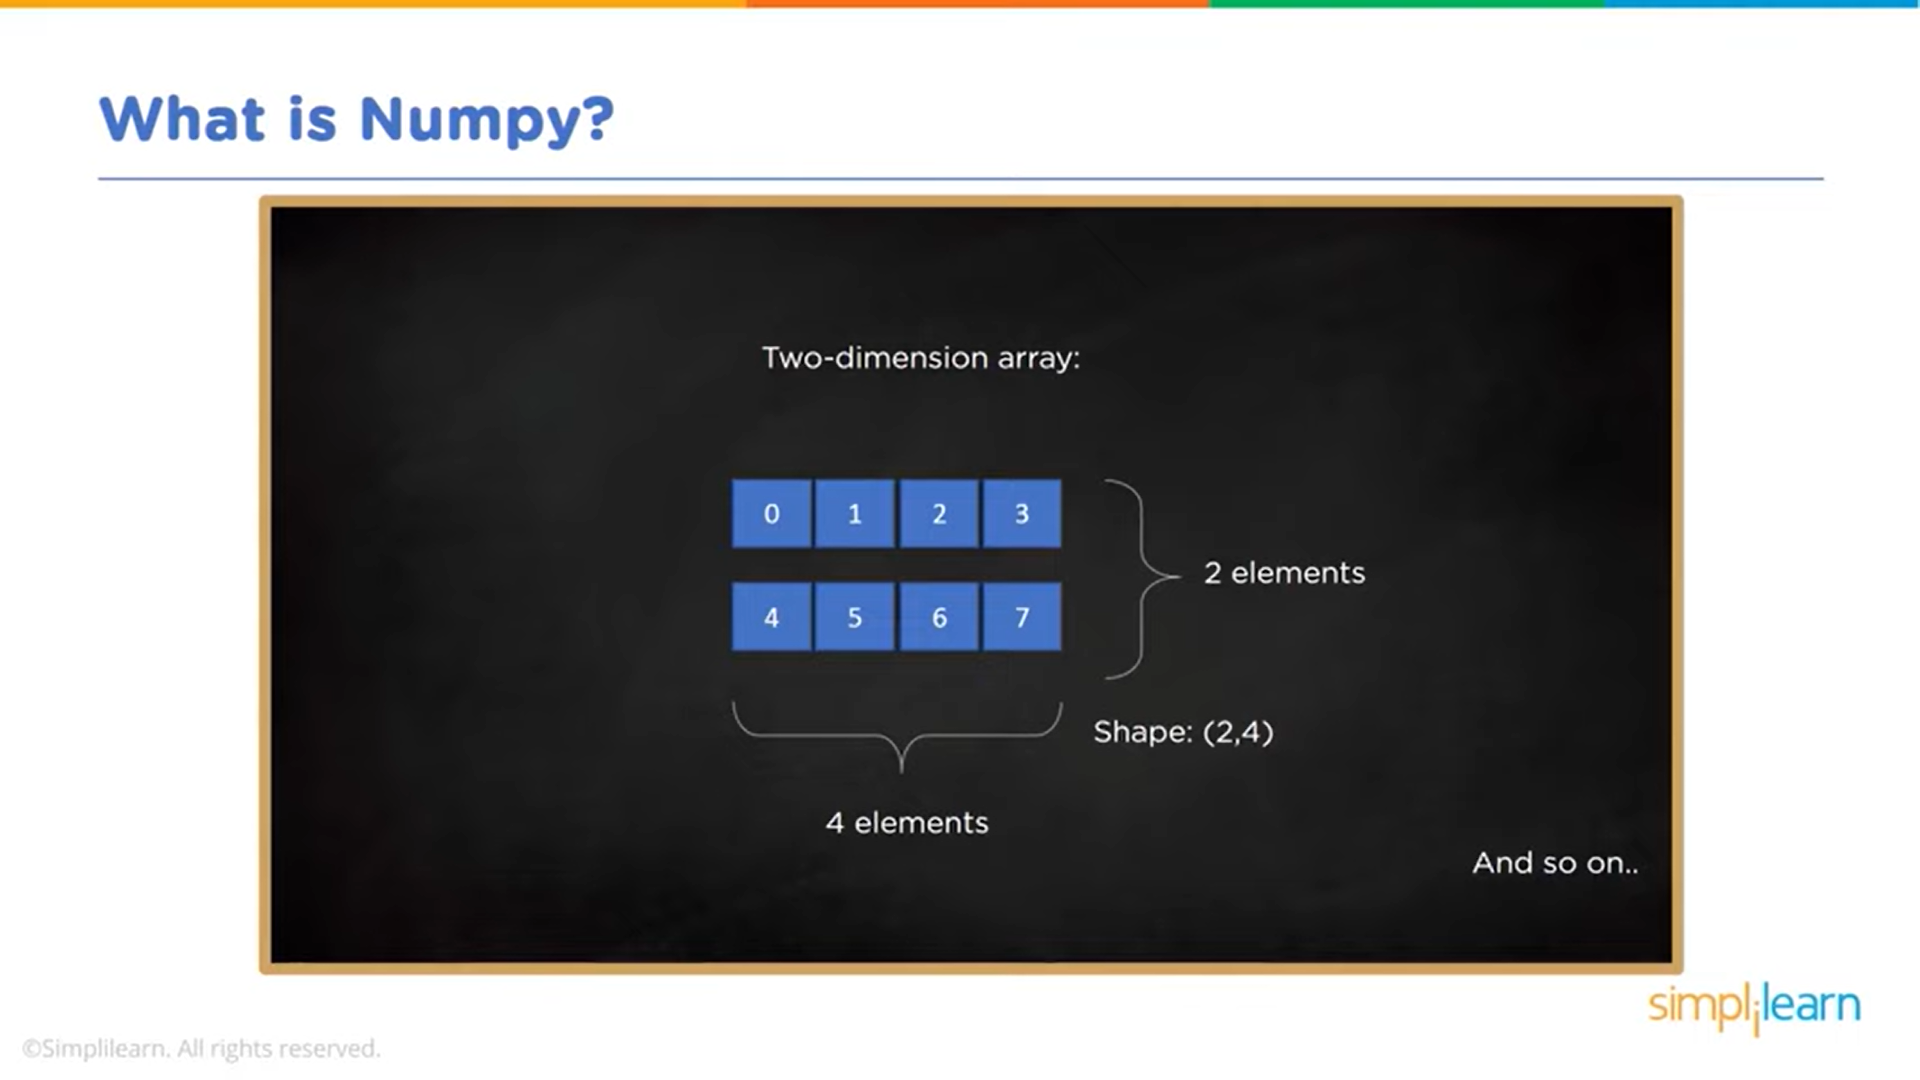 What is Numpy?
Two-dimension array:
0 1 2 3
2 elements
4 5 6 7
Shape: (2,4)
4 elements
And so on..
simplilearn
©Simplilearn. All rights reserved.